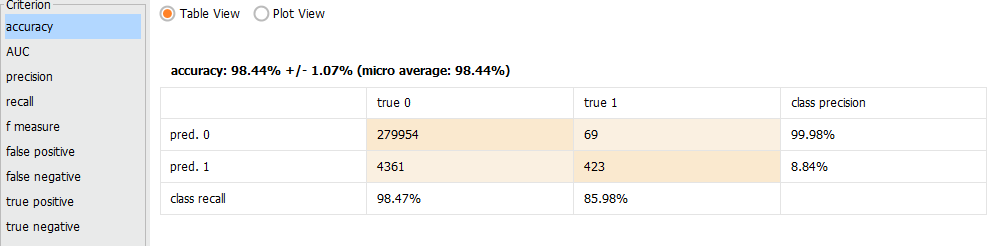 Criterion
accuracy
AUC
precision
recall
f measure
false positive
false negative
true positive
true negative
Table View Plot View
accuracy: 98.44% +/- 1.07% (micro average: 98.44%)
true 0 true 1 class precision
pred. 0 279954 69 99.98%
pred. 1 4361 423 8.84%
class recall 98.47% 85.98%